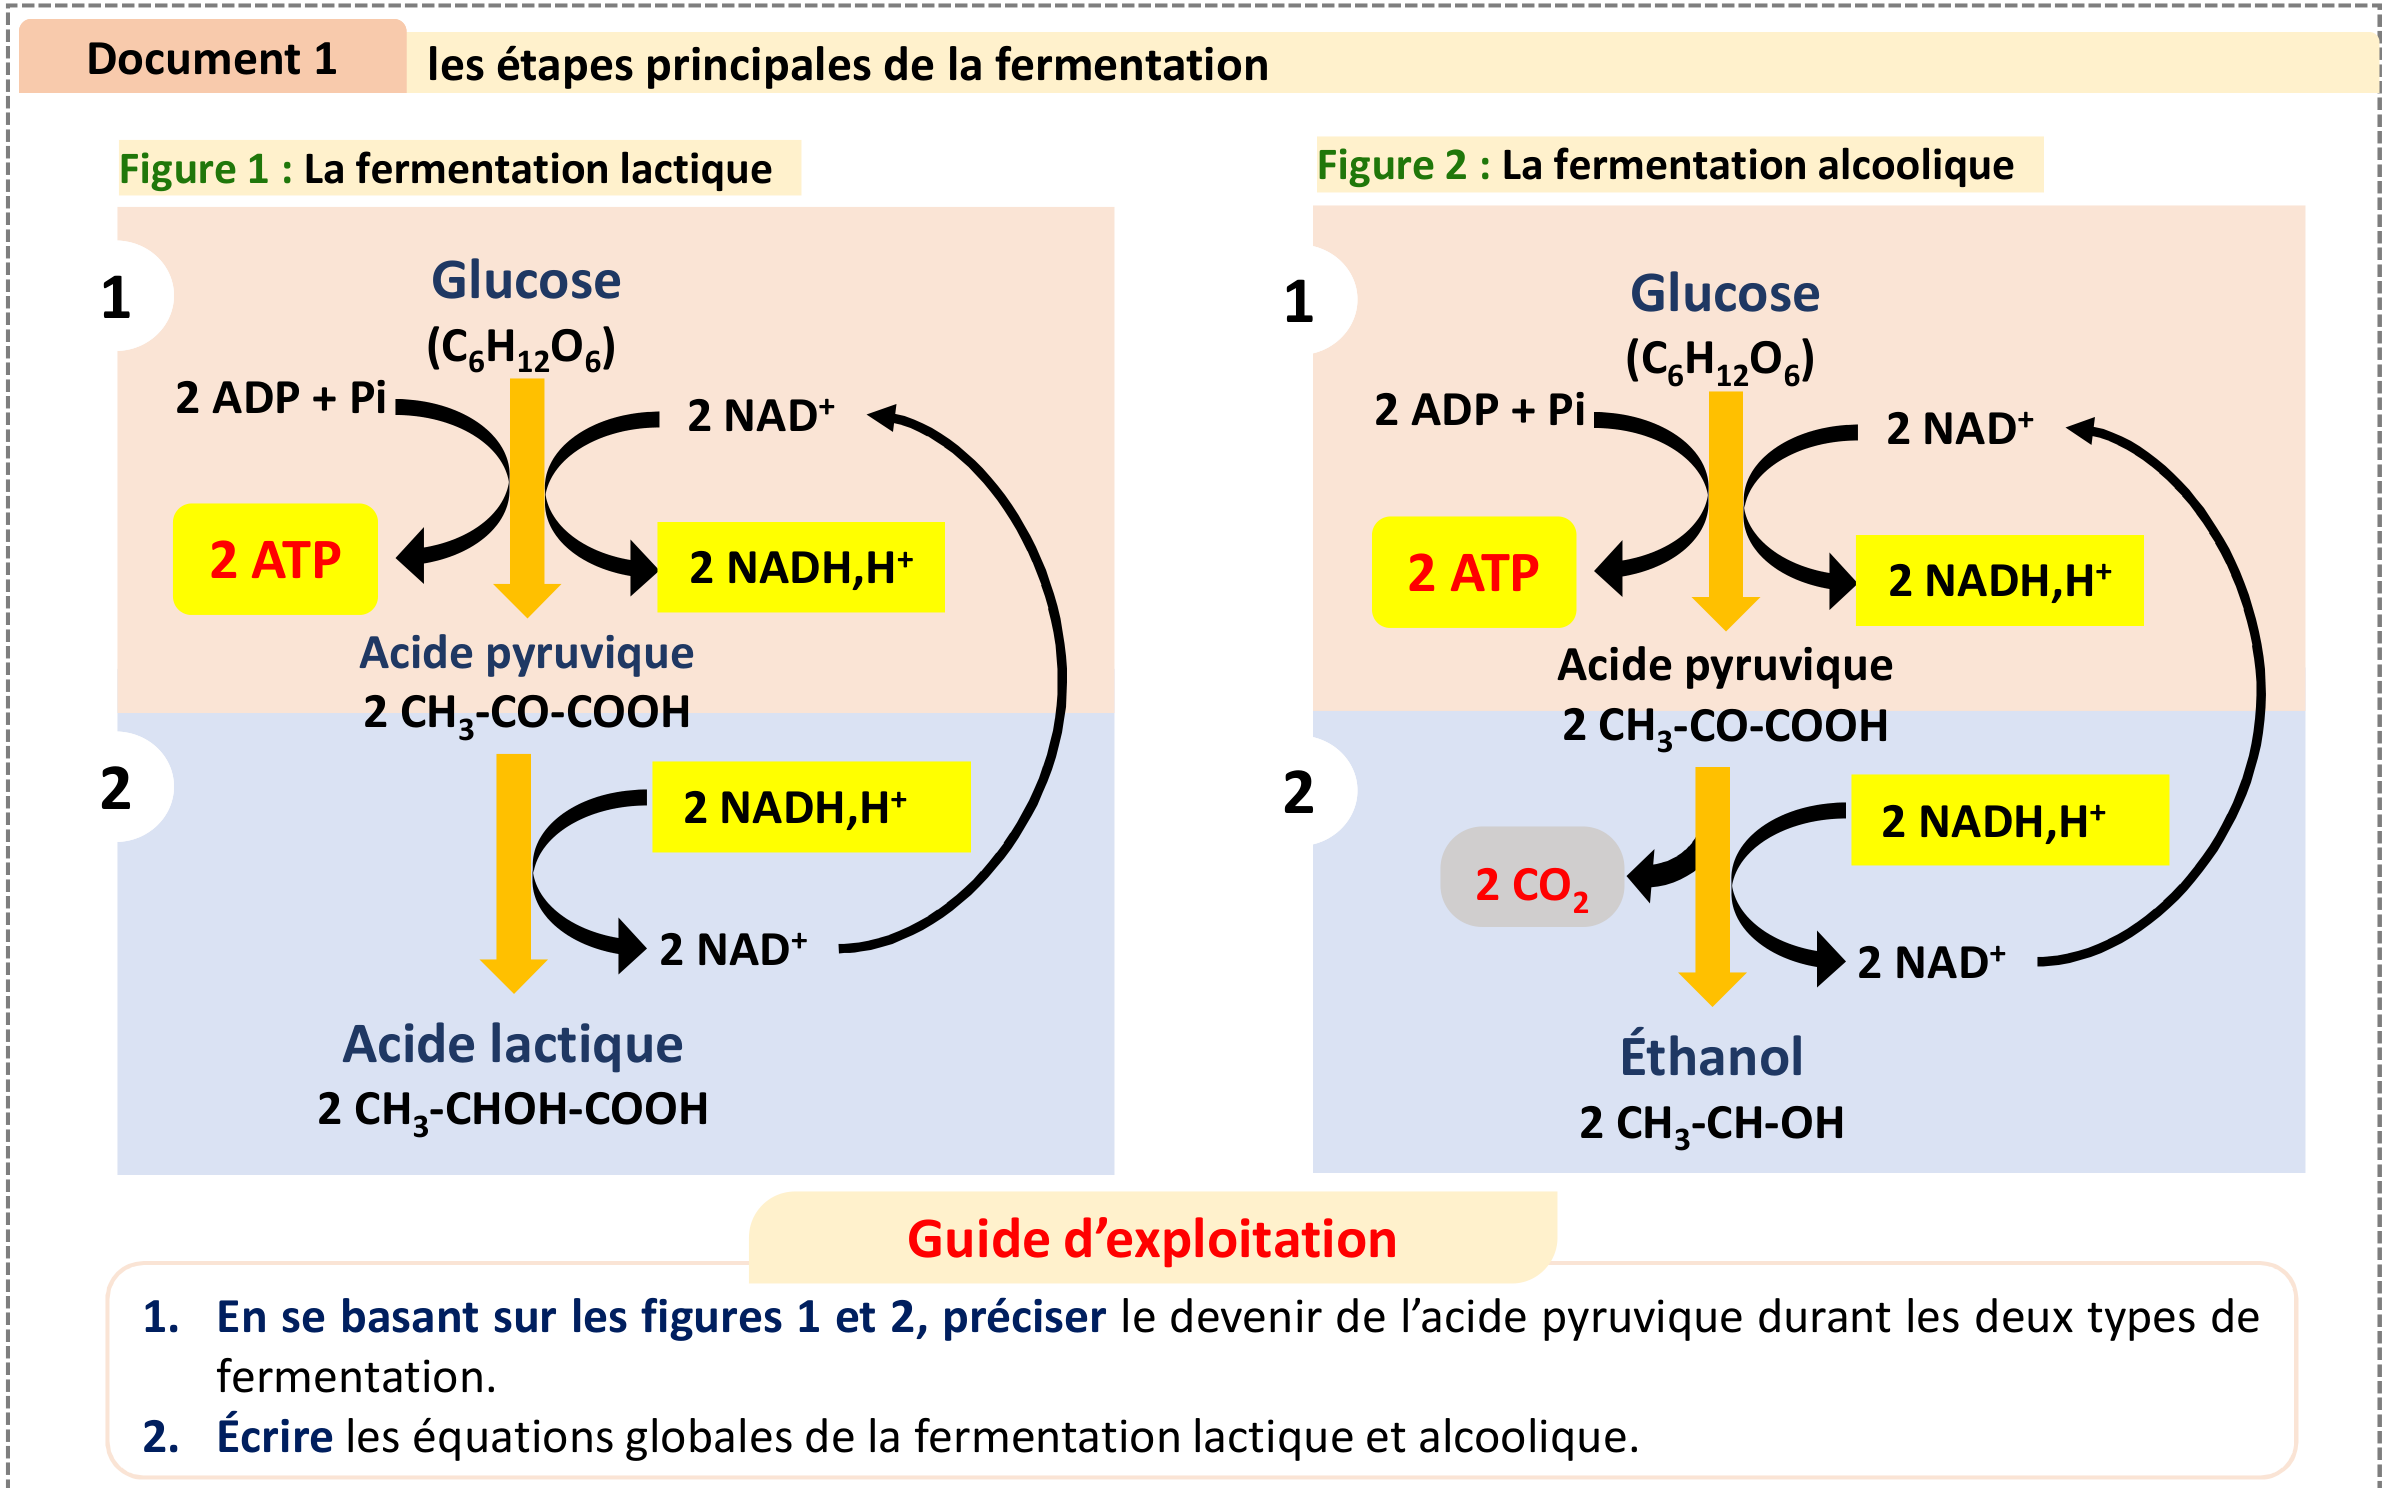 Document 1
les étapes principales de la fermentation
Figure 1 : La fermentation lactique
1
Glucose
(C₆H₁₂O₆)
2 ADP + Pi
2 NAD⁺
2 ATP
2 NADH,H⁺
Acide pyruvique
2 CH₃-CO-COOH
2
2 NADH,H⁺
2 NAD⁺
Acide lactique
2 CH₃-CHOH-COOH
Figure 2 : La fermentation alcoolique
1
Glucose
(C₆H₁₂O₆)
2 ADP + Pi
2 NAD⁺
2 ATP
2 NADH,H⁺
Acide pyruvique
2 CH₃-CO-COOH
2
2 NADH,H⁺
2 CO₂
2 NAD⁺
Éthanol
2 CH₃-CH-OH
Guide d’exploitation
1. En se basant sur les figures 1 et 2, préciser le devenir de l’acide pyruvique durant les deux types de
fermentation.
2. Écrire les équations globales de la fermentation lactique et alcoolique.